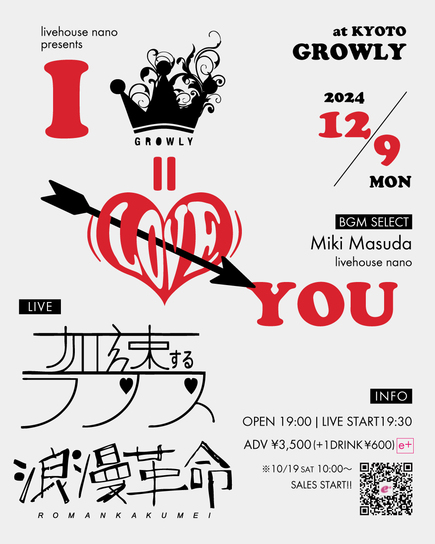 livehouse nano
presents
I
GROWLY
at KYOTO
GROWLY
2024
12/9
MON
=
LOVE
YOU
BGM SELECT
Miki Masuda
livehouse nano
LIVE
加速する
ラブソズ
浪漫革命
ROMANKAKUMEI
INFO
OPEN 19:00 | LIVE START19:30
ADV ¥3,500(+1DRINK¥600) e+
※10/19 SAT 10:00〜
SALES START!!
e+